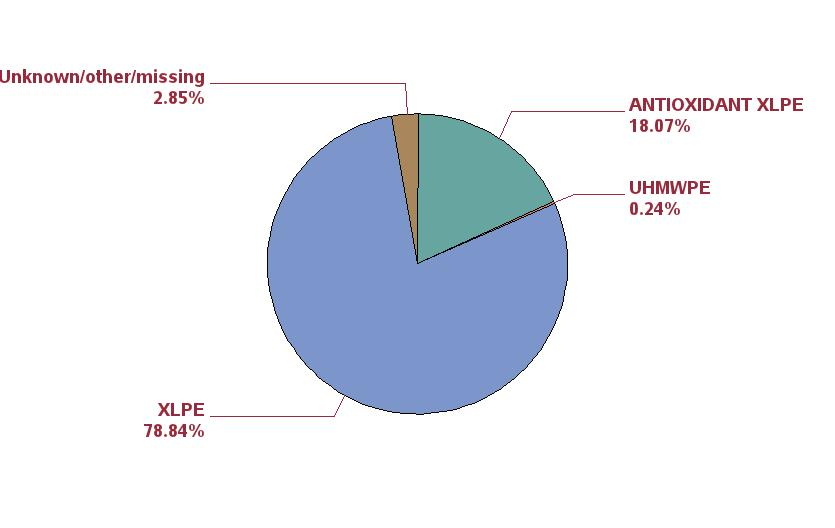 Unknown/other/missing
2.85%
ANTIOXIDANT XLPE
18.07%
UHMWPE
0.24%
XLPE
78.84%